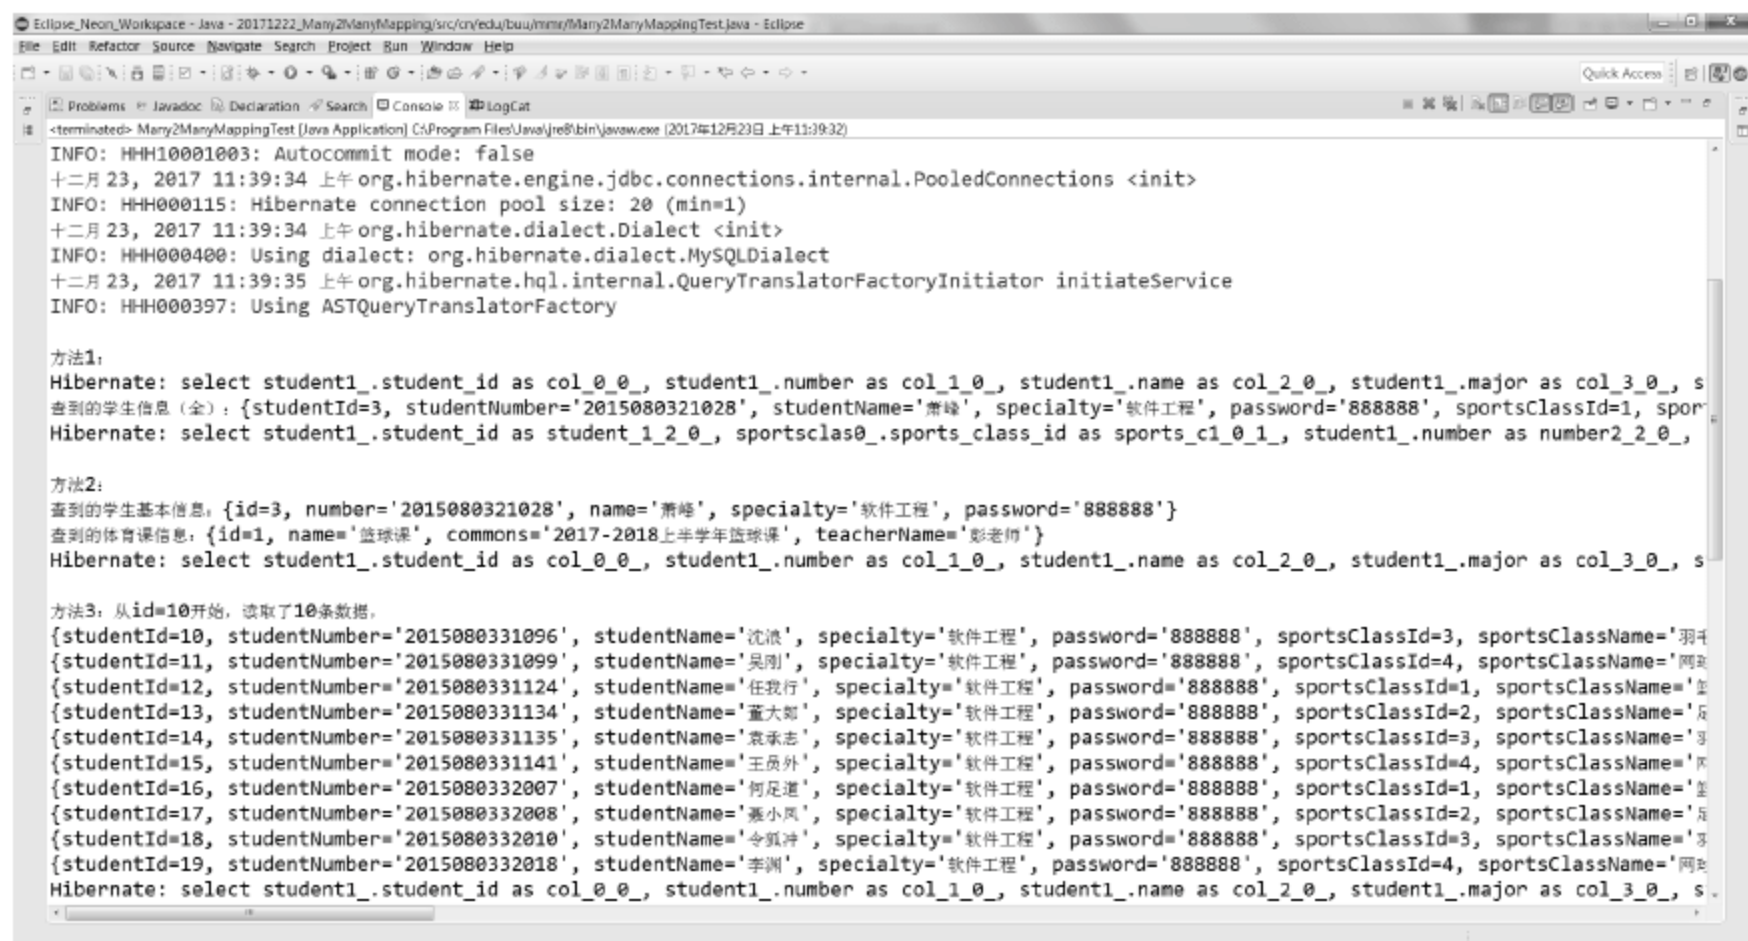 Eclipse_Neon_Workspace - Java - 20171222_Many2ManyMapping/src/cn/edu/buu/mmr/Many2ManyMappingTest.java - Eclipse
File Edit Refactor Source Navigate Search Project Run Window Help
Quick Access
Problems Javadoc Declaration Search Console LogCat
<terminated> Many2ManyMappingTest [Java Application] C:\Program Files\Java\jre8\bin\javaw.exe (2017年12月23日 上午11:39:32)
INFO: HHH10001003: Autocommit mode: false
十二月 23, 2017 11:39:34 上午 org.hibernate.engine.jdbc.connections.internal.PooledConnections <init>
INFO: HHH000115: Hibernate connection pool size: 20 (min=1)
十二月 23, 2017 11:39:34 上午 org.hibernate.dialect.Dialect <init>
INFO: HHH000400: Using dialect: org.hibernate.dialect.MySQLDialect
十二月 23, 2017 11:39:35 上午 org.hibernate.hql.internal.QueryTranslatorFactoryInitiator initiateService
INFO: HHH000397: Using ASTQueryTranslatorFactory
方法1:
Hibernate: select student1_.student_id as col_0_0_, student1_.number as col_1_0_, student1_.name as col_2_0_, student1_.major as col_3_0_, s
查到的学生信息（全）: {studentId=3, studentNumber='2015080321028', studentName='萧峰', specialty='软件工程', password='888888', sportsClassId=1, spor
Hibernate: select student1_.student_id as student_1_2_0_, sportsclas0_.sports_class_id as sports_c1_0_1_, student1_.number as number2_2_0_,
方法2:
查到的学生基本信息: {id=3, number='2015080321028', name='萧峰', specialty='软件工程', password='888888'}
查到的体育课信息: {id=1, name='篮球课', commons='2017-2018上半学年篮球课', teacherName='彭老师'}
Hibernate: select student1_.student_id as col_0_0_, student1_.number as col_1_0_, student1_.name as col_2_0_, student1_.major as col_3_0_, s
方法3: 从id=10开始，读取了10条数据。
{studentId=10, studentNumber='2015080331096', studentName='沈浪', specialty='软件工程', password='888888', sportsClassId=3, sportsClassName='羽
{studentId=11, studentNumber='2015080331099', studentName='吴刚', specialty='软件工程', password='888888', sportsClassId=4, sportsClassName='网
{studentId=12, studentNumber='2015080331124', studentName='任我行', specialty='软件工程', password='888888', sportsClassId=1, sportsClassName='
{studentId=13, studentNumber='2015080331134', studentName='董大郎', specialty='软件工程', password='888888', sportsClassId=2, sportsClassName='
{studentId=14, studentNumber='2015080331135', studentName='袁承志', specialty='软件工程', password='888888', sportsClassId=3, sportsClassName='
{studentId=15, studentNumber='2015080331141', studentName='王员外', specialty='软件工程', password='888888', sportsClassId=4, sportsClassName='
{studentId=16, studentNumber='2015080332007', studentName='何足道', specialty='软件工程', password='888888', sportsClassId=1, sportsClassName='
{studentId=17, studentNumber='2015080332008', studentName='聂小凤', specialty='软件工程', password='888888', sportsClassId=2, sportsClassName='
{studentId=18, studentNumber='2015080332010', studentName='令狐冲', specialty='软件工程', password='888888', sportsClassId=3, sportsClassName='
{studentId=19, studentNumber='2015080332018', studentName='李渊', specialty='软件工程', password='888888', sportsClassId=4, sportsClassName='网
Hibernate: select student1_.student_id as col_0_0_, student1_.number as col_1_0_, student1_.name as col_2_0_, student1_.major as col_3_0_, s